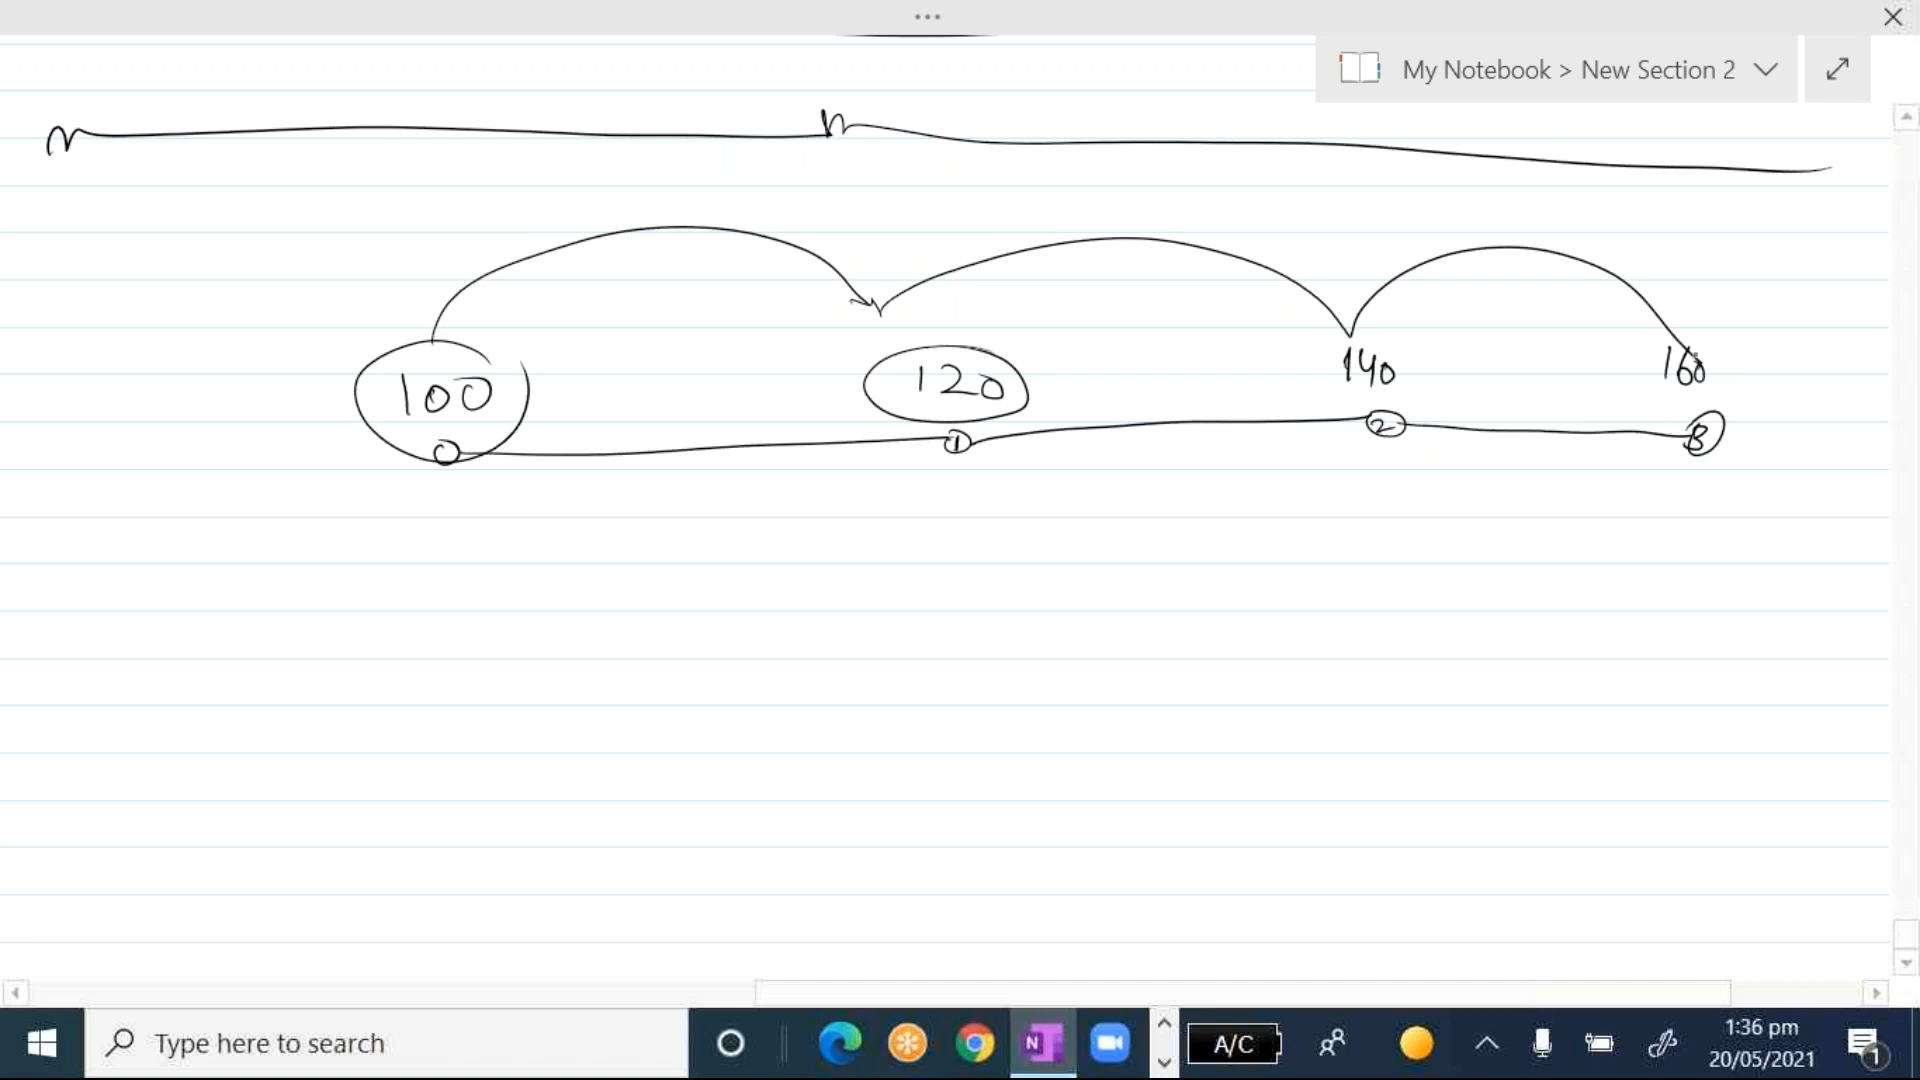 My Notebook > New Section 2
100 120 140 160
0 1 2 3
Type here to search
N
A/C
1:36 pm
20/05/2021
1